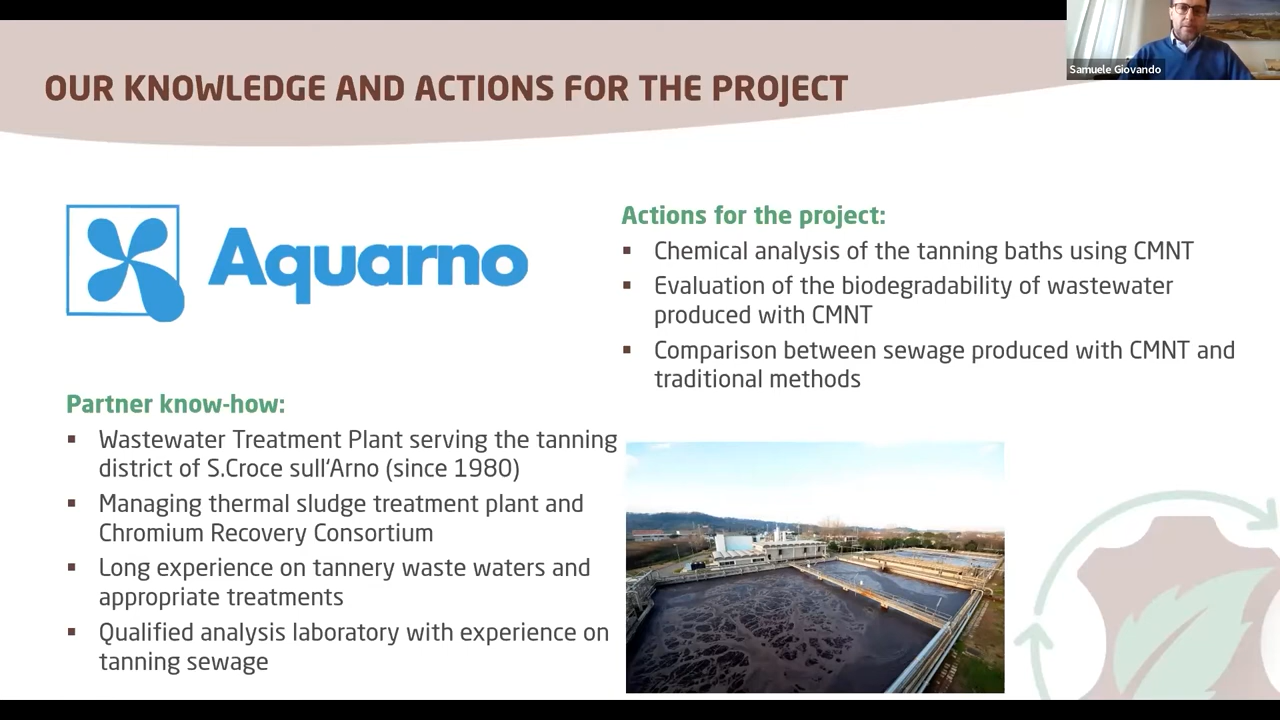 OUR KNOWLEDGE AND ACTIONS FOR THE PROJECT
Samuele Giovando
Aquarno
Partner know-how:
▪ Wastewater Treatment Plant serving the tanning
district of S.Croce sull‘Arno (since 1980)
▪ Managing thermal sludge treatment plant and
Chromium Recovery Consortium
▪ Long experience on tannery waste waters and
appropriate treatments
▪ Qualified analysis laboratory with experience on
tanning sewage
Actions for the project:
▪ Chemical analysis of the tanning baths using CMNT
▪ Evaluation of the biodegradability of wastewater
produced with CMNT
▪ Comparison between sewage produced with CMNT and
traditional methods